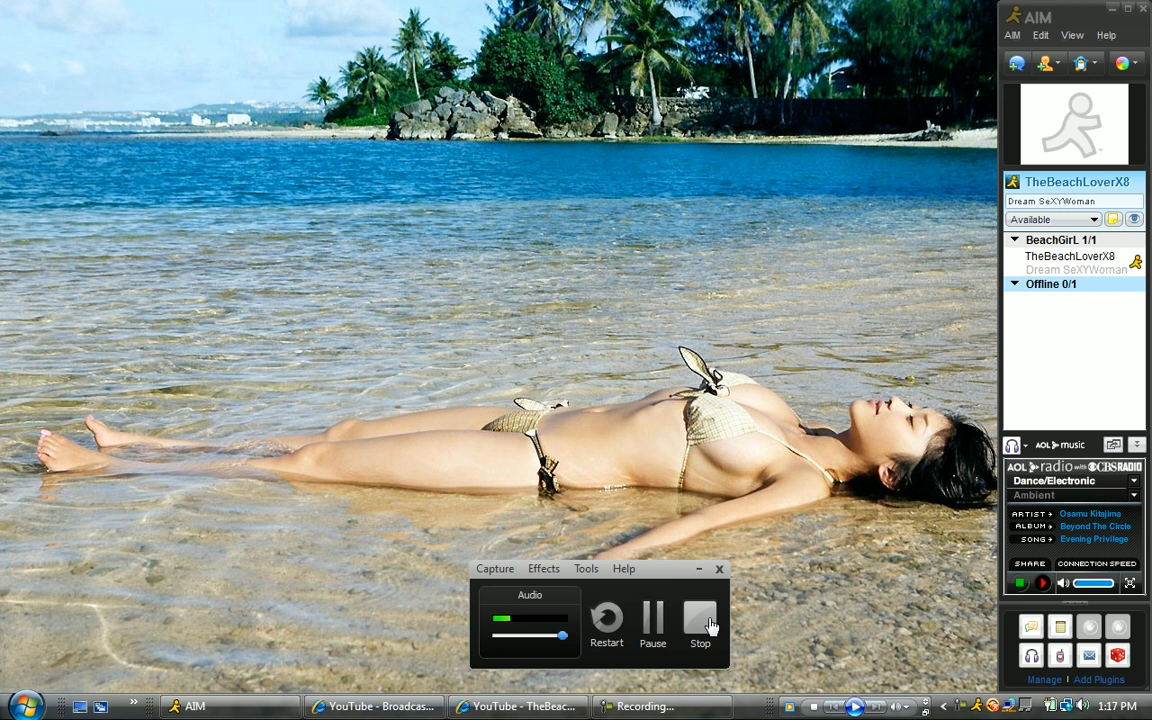 AIM
AIM Edit View Help
TheBeachLoverX8
Dream SeXYWoman
Available
BeachGirL 1/1
TheBeachLoverX8
Dream SeXYWoman
Offline 0/1
AOL music
AOL radio with CBS RADIO
Dance/Electronic
Ambient
ARTIST Osamu Kitajima
ALBUM Beyond The Circle
SONG Evening Privilege
SHARE CONNECTION SPEED
Manage | Add Plugins
Capture Effects Tools Help
Audio
Restart Pause Stop
AIM
YouTube - Broadcas...
YouTube - TheBeac...
Recording...
1:17 PM